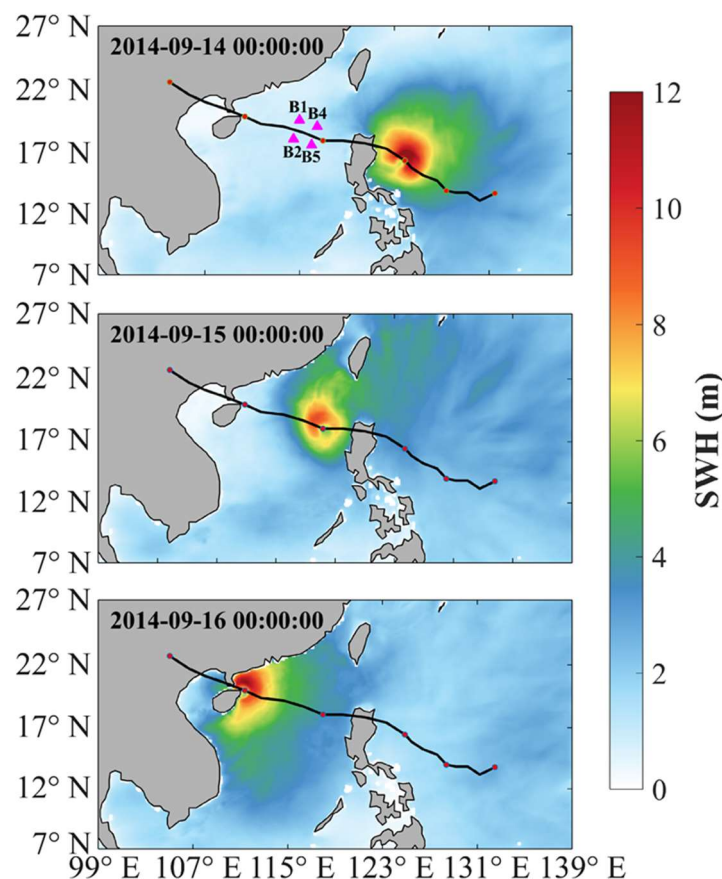 27° N
2014-09-14 00:00:00
22° N
B1 B4
17° N
B2 B5
12° N
7° N
27° N
2014-09-15 00:00:00
22° N
17° N
12° N
7° N
27° N
2014-09-16 00:00:00
22° N
17° N
12° N
7° N
99° E 107° E 115° E 123° E 131° E 139° E
12
10
8
6
4
2
0
SWH (m)